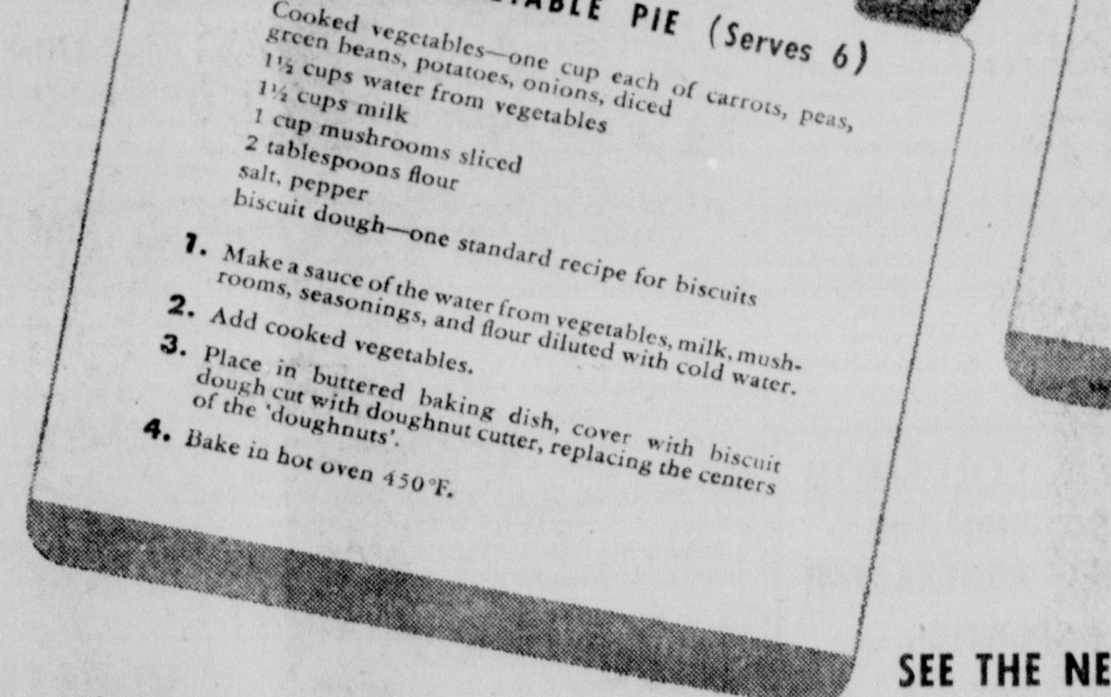 PIE (Serves 6)
Cooked vegetables—one cup each of carrots, peas,
green beans, potatoes, onions, diced
1½ cups water from vegetables
1½ cups milk
1 cup mushrooms sliced
2 tablespoons flour
salt, pepper
biscuit dough—one standard recipe for biscuits
1. Make a sauce of the water from vegetables, milk, mush-
rooms, seasonings, and flour diluted with cold water.
2. Add cooked vegetables.
3. Place in buttered baking dish, cover with biscuit
dough cut with doughnut cutter, replacing the centers
of the 'doughnuts'.
4. Bake in hot oven 450°F.
SEE THE NE